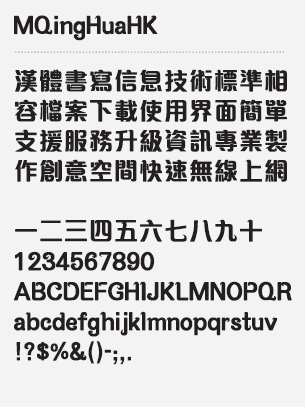 MQingHuaHK
漢體書寫信息技術標準相
容檔案下載使用界面簡單
支援服務升級資訊專業製
作創意空間快速無線上網
一二三四五六七八九十
1234567890
ABCDEFGHIJKLMNOPQR
abcdefghijklmnopqrstuv
!?$%&()-;,.